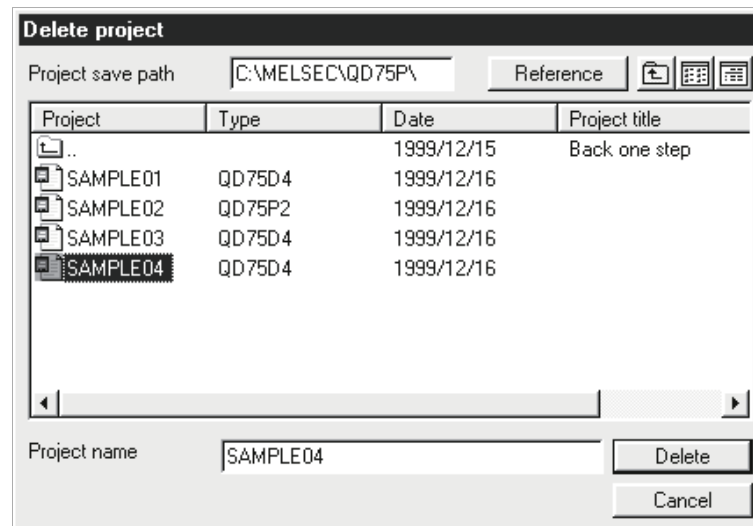 Delete project
Project save path C:\MELSEC\QD75P\ Reference
Project Type Date Project title
.. 1999/12/15 Back one step
SAMPLE01 QD75D4 1999/12/16
SAMPLE02 QD75P2 1999/12/16
SAMPLE03 QD75D4 1999/12/16
SAMPLE04 QD75D4 1999/12/16
Project name SAMPLE04 Delete
Cancel